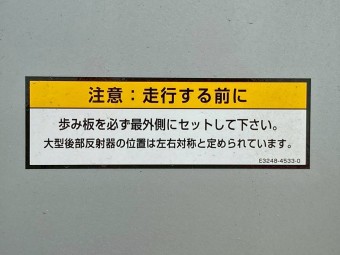 注意：走行する前に
歩み板を必ず最外側にセットして下さい。
大型後部反射器の位置は左右対称と定められています。
E3248-4533-0